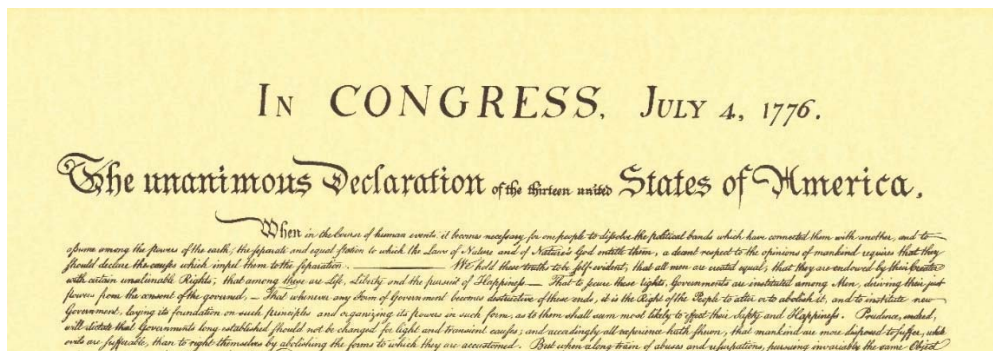 IN CONGRESS, JULY 4, 1776.
The unanimous Declaration of the thirteen united States of America,
When in the Course of human events it becomes necessary for one people to dissolve the political bands which have connected them with another, and to
assume among the powers of the earth, the separate and equal station to which the Laws of Nature and of Nature's God entitle them, a decent respect to the opinions of mankind requires that they
should declare the causes which impel them to the separation. ——— We hold these truths to be self-evident, that all men are created equal, that they are endowed by their Creator
with certain unalienable Rights, that among these are Life, Liberty and the pursuit of Happiness — That to secure these rights, Governments are instituted among Men, deriving their just
powers from the consent of the governed, — That whenever any Form of Government becomes destructive of these ends, it is the Right of the People to alter or to abolish it, and to institute new
Government, laying its foundation on such principles and organizing its powers in such form, as to them shall seem most likely to effect their Safety and Happiness. Prudence, indeed,
will dictate that Governments long established should not be changed for light and transient causes; and accordingly all experience hath shewn, that mankind are more disposed to suffer, while
evils are sufferable, than to right themselves by abolishing the forms to which they are accustomed. But when a long train of abuses and usurpations, pursuing invariably the same Object